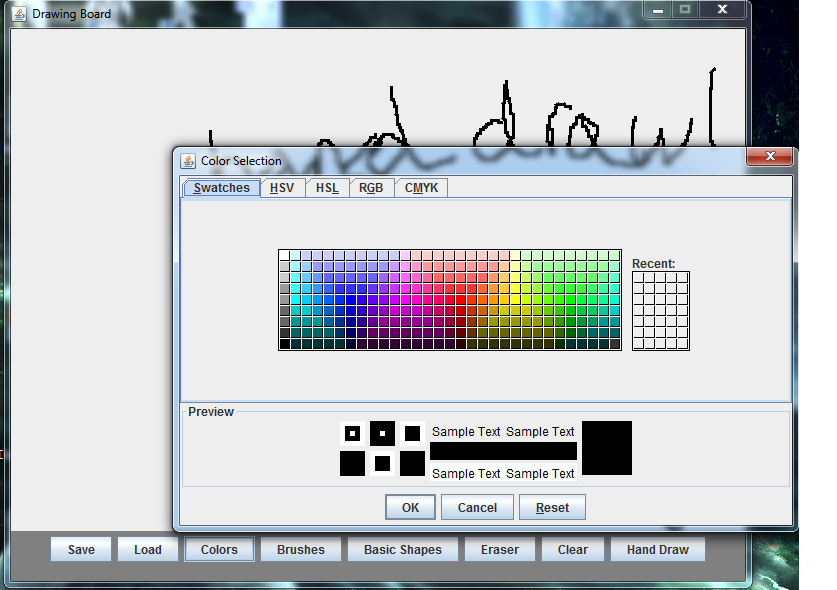 Drawing Board
Color Selection
Swatches HSV HSL RGB CMYK
Recent:
Preview
Sample Text Sample Text
Sample Text Sample Text
OK Cancel Reset
Save Load Colors Brushes Basic Shapes Eraser Clear Hand Draw